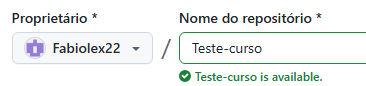 Proprietário * Nome do repositório *
Fabiolex22 / Teste-curso
Teste-curso is available.